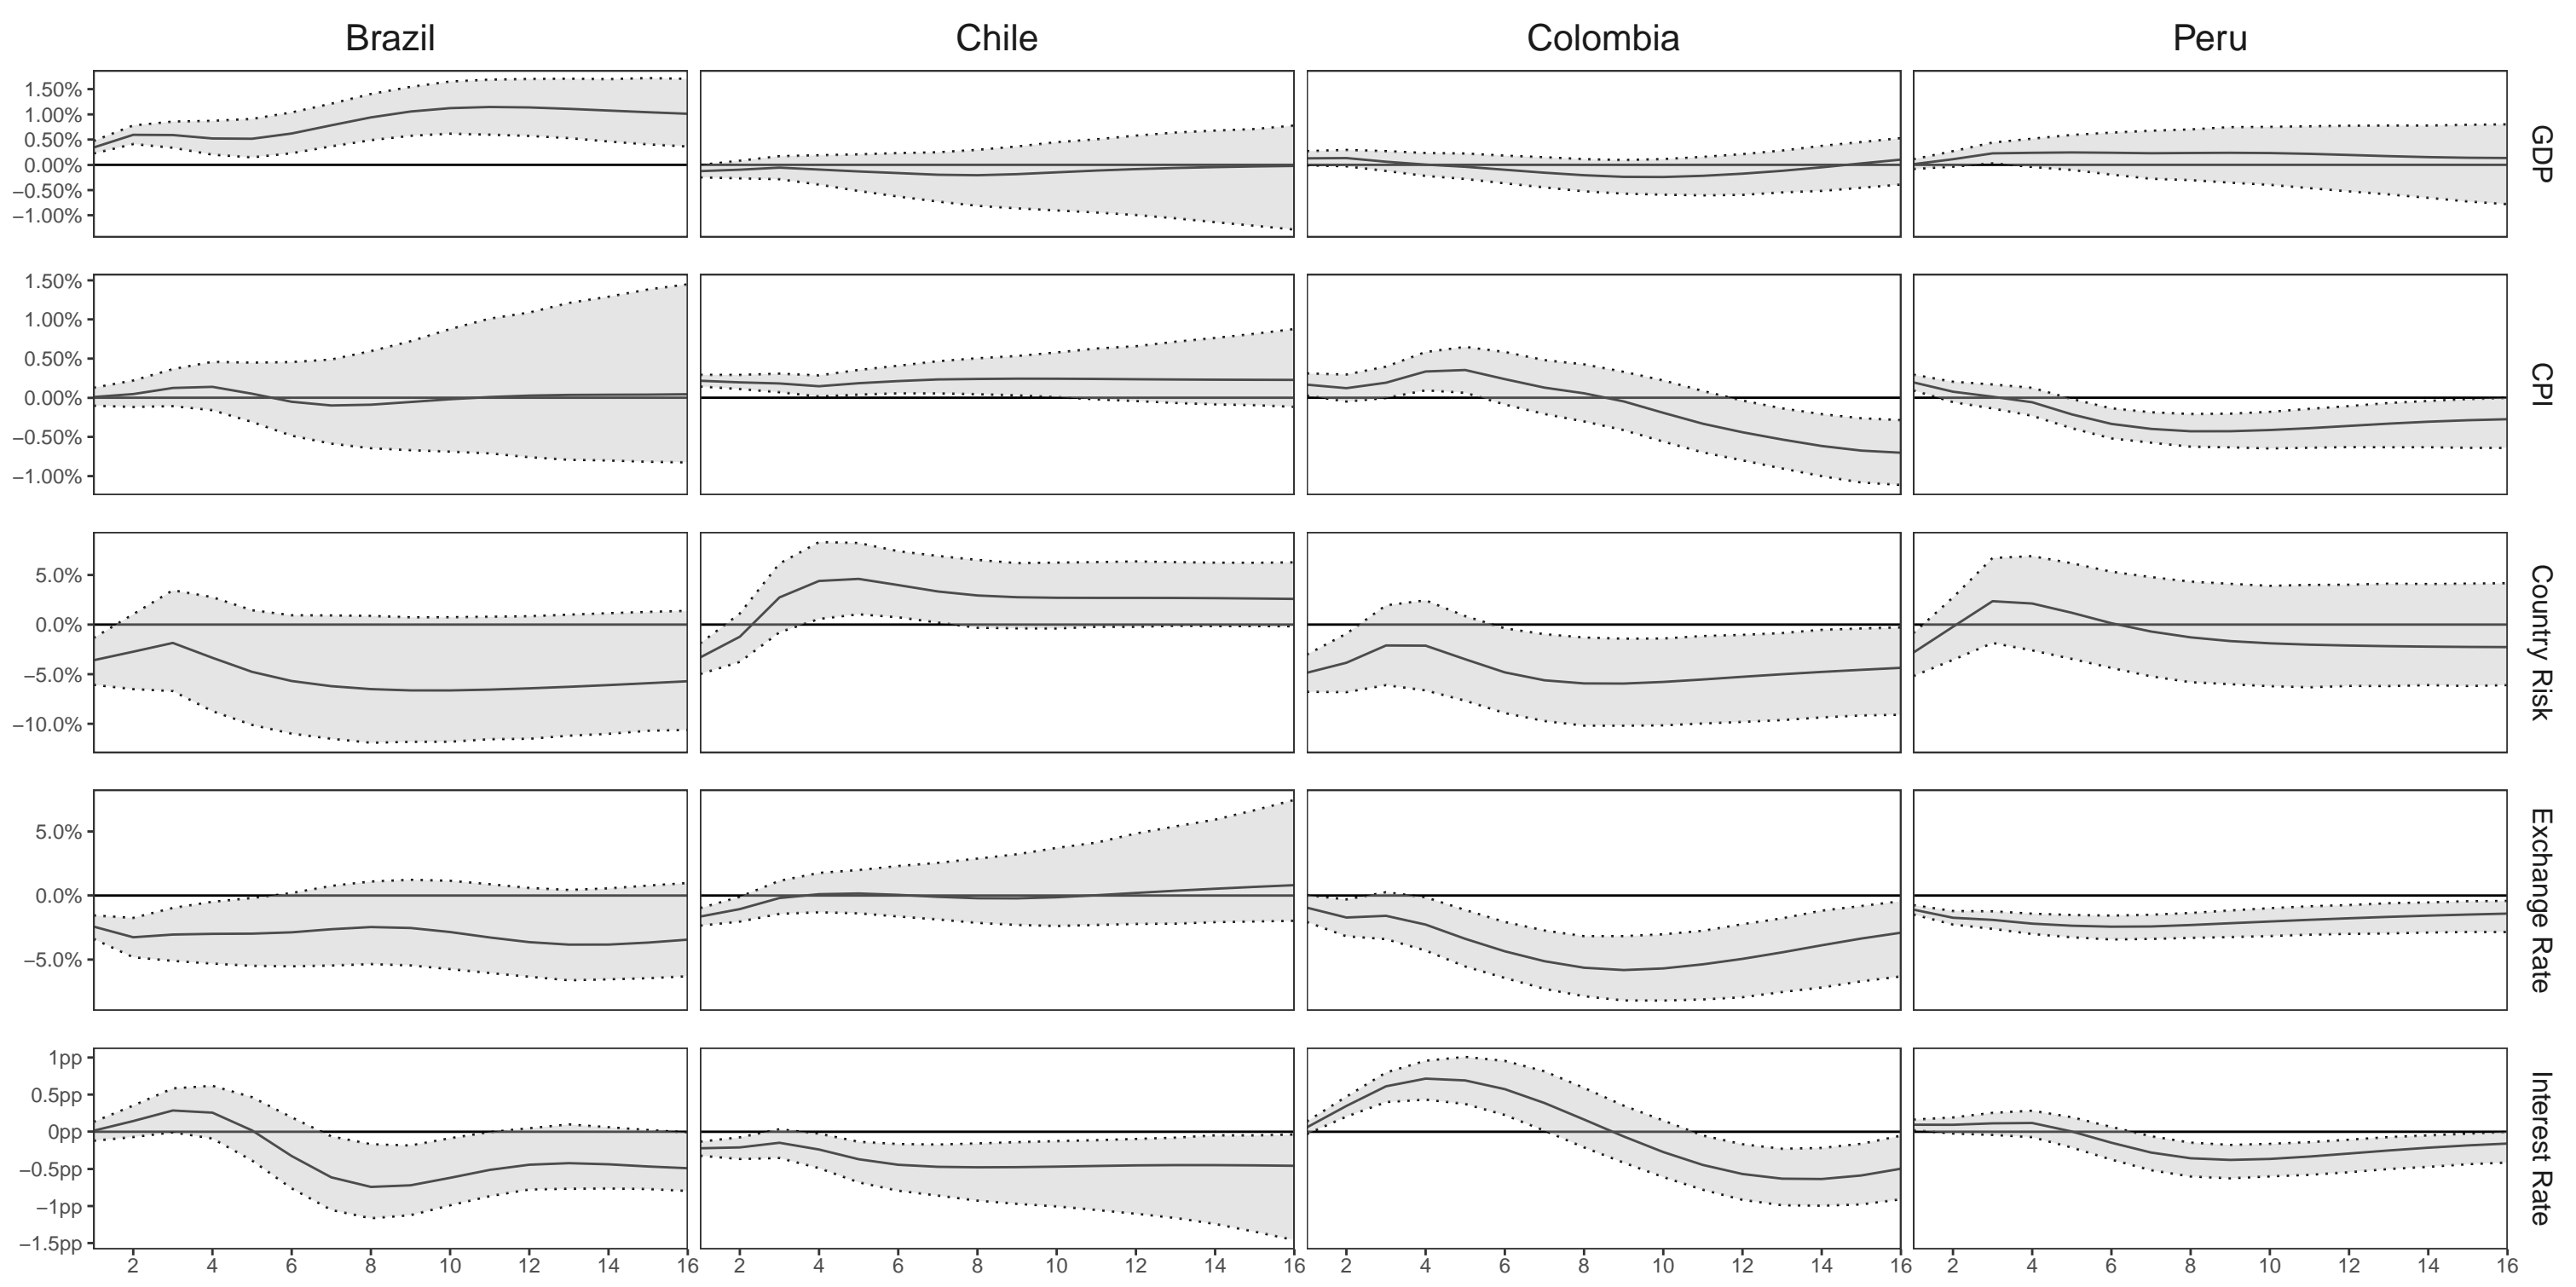 Brazil Chile Colombia Peru
1.50%
1.00%
0.50%
0.00%
−0.50%
−1.00%
GDP
1.50%
1.00%
0.50%
0.00%
−0.50%
−1.00%
CPI
5.0%
0.0%
−5.0%
−10.0%
Country Risk
5.0%
0.0%
−5.0%
Exchange Rate
1pp
0.5pp
0pp
−0.5pp
−1pp
−1.5pp
Interest Rate
2 4 6 8 10 12 14 16 2 4 6 8 10 12 14 16 2 4 6 8 10 12 14 16 2 4 6 8 10 12 14 16